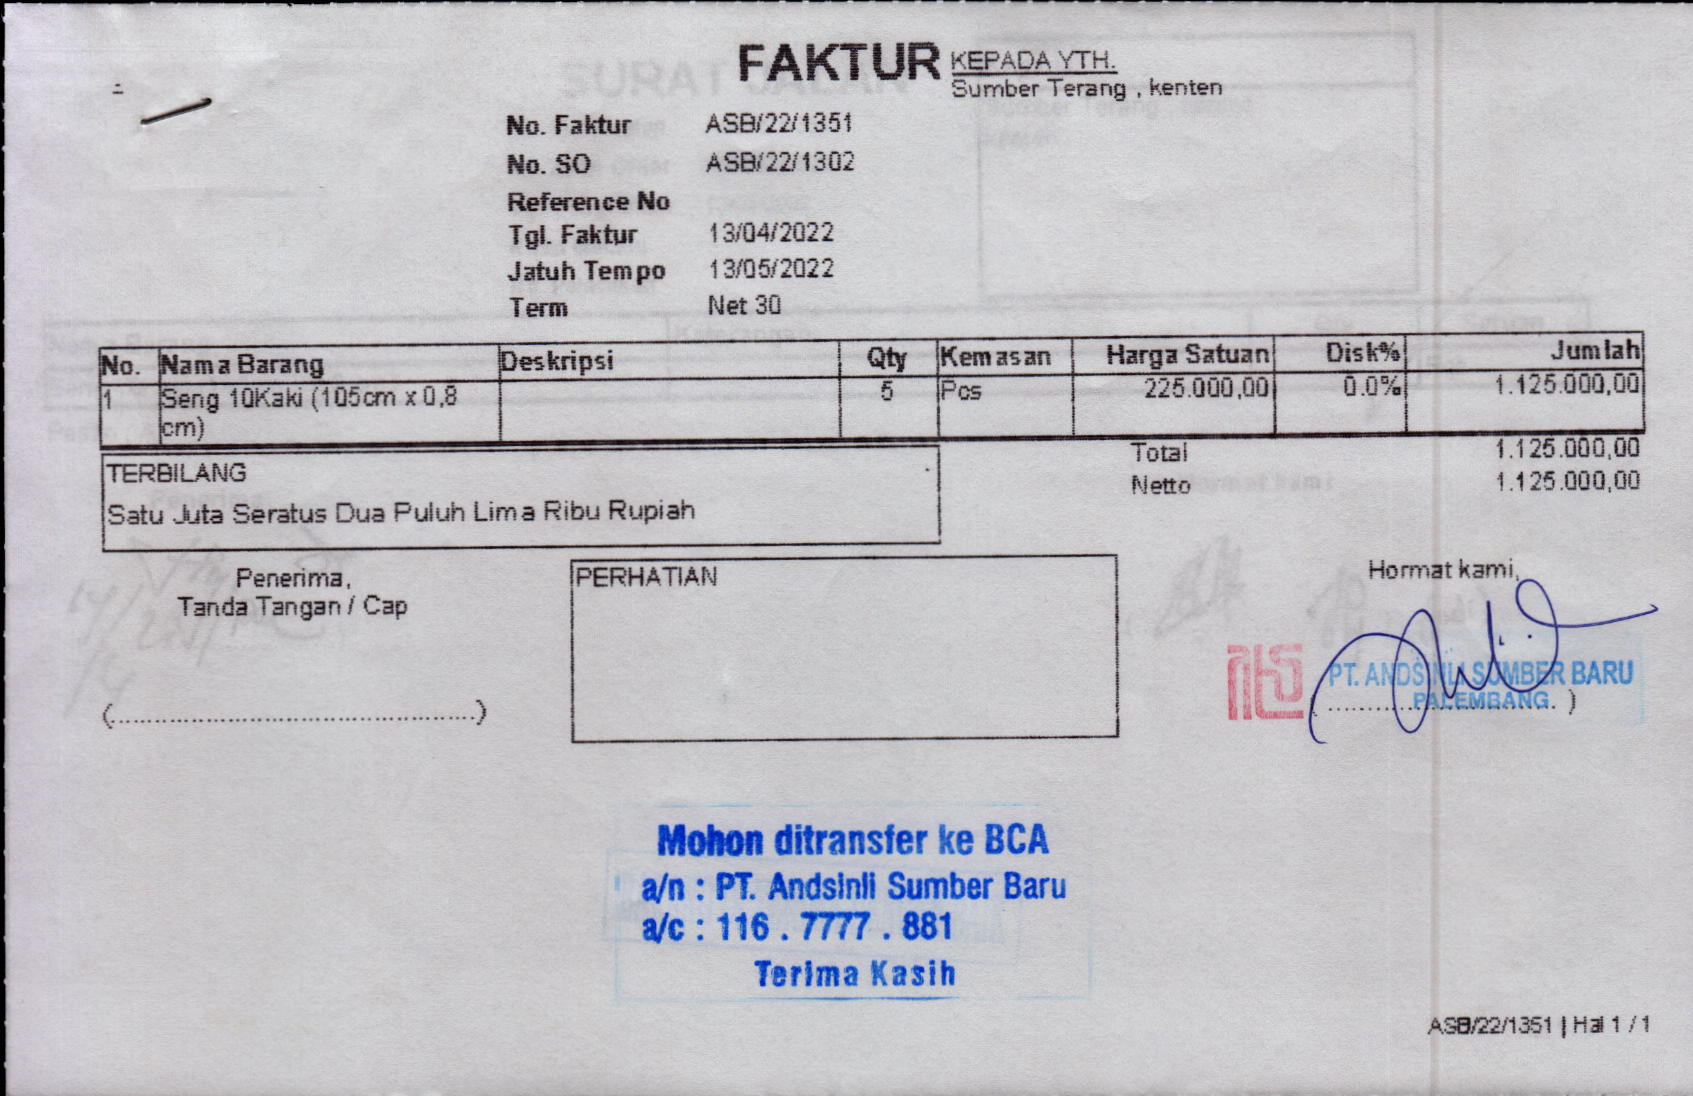 FAKTUR
KEPADA YTH.
Sumber Terang , kenten
No. Faktur ASB/22/1351
No. SO ASB/22/1302
Reference No
Tgl. Faktur 13/04/2022
Jatuh Tempo 13/05/2022
Term Net 30
No. Nama Barang Deskripsi Qty Kemasan Harga Satuan Disk% Jumlah
1 Seng 10Kaki (105cm x 0,8 5 Pcs 225.000,00 0.0% 1.125.000,00
cm)
Total 1.125.000,00
Netto 1.125.000,00
TERBILANG
Satu Juta Seratus Dua Puluh Lima Ribu Rupiah
Penerima,
Tanda Tangan / Cap
PERHATIAN
Hormat kami,
PT. ANDSINLI SUMBER BARU
PALEMBANG
Mohon ditransfer ke BCA
a/n : PT. Andsinli Sumber Baru
a/c : 116 . 7777 . 881
Terima Kasih
ASB/22/1351 | Hal 1 / 1